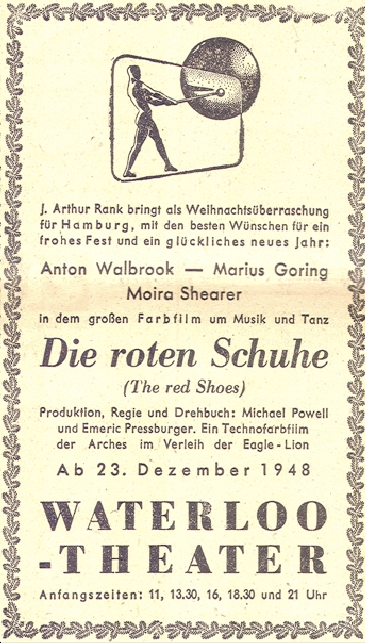 J. Arthur Rank bringt als Weihnachtsüberraschung
für Hamburg, mit den besten Wünschen für ein
frohes Fest und ein glückliches neues Jahr:
Anton Walbrook — Marius Goring
Moira Shearer
in dem großen Farbfilm um Musik und Tanz
Die roten Schuhe
(The red Shoes)
Produktion, Regie und Drehbuch: Michael Powell
und Emeric Pressburger. Ein Technofarbfilm
der Arches im Verleih der Eagle-Lion
Ab 23. Dezember 1948
WATERLOO
-THEATER
Anfangszeiten: 11, 13.30, 16, 18.30 und 21 Uhr